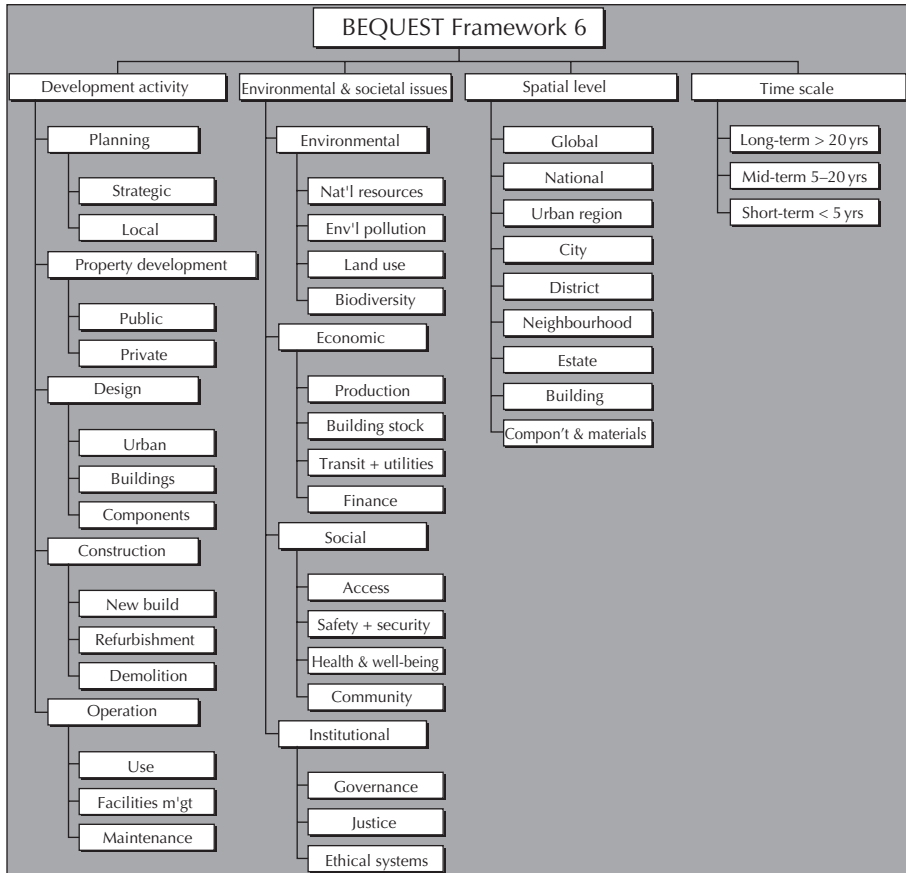 BEQUEST Framework 6
Development activity
Planning
Strategic
Local
Property development
Public
Private
Design
Urban
Buildings
Components
Construction
New build
Refurbishment
Demolition
Operation
Use
Facilities m'gt
Maintenance
Environmental & societal issues
Environmental
Nat'l resources
Env'l pollution
Land use
Biodiversity
Economic
Production
Building stock
Transit + utilities
Finance
Social
Access
Safety + security
Health & well-being
Community
Institutional
Governance
Justice
Ethical systems
Spatial level
Global
National
Urban region
City
District
Neighbourhood
Estate
Building
Compon't & materials
Time scale
Long-term > 20 yrs
Mid-term 5–20 yrs
Short-term < 5 yrs